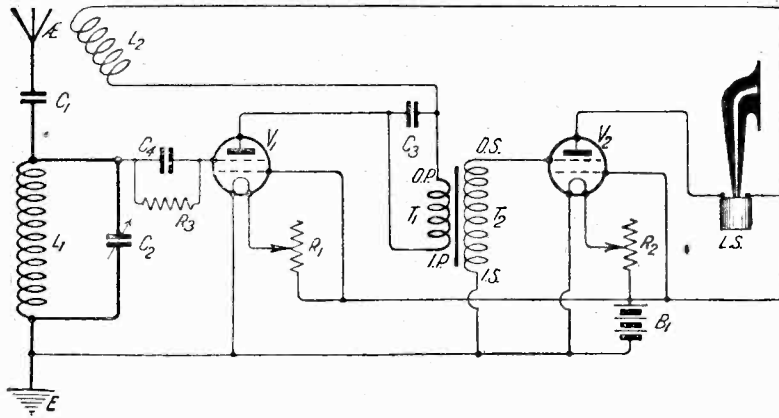 Æ
L2
C1
C4
V1
C3
O.P.
O.S.
V2
R3
T1
T2
L1
C2
R1
R2
L.S.
I.P.
I.S.
B1
E